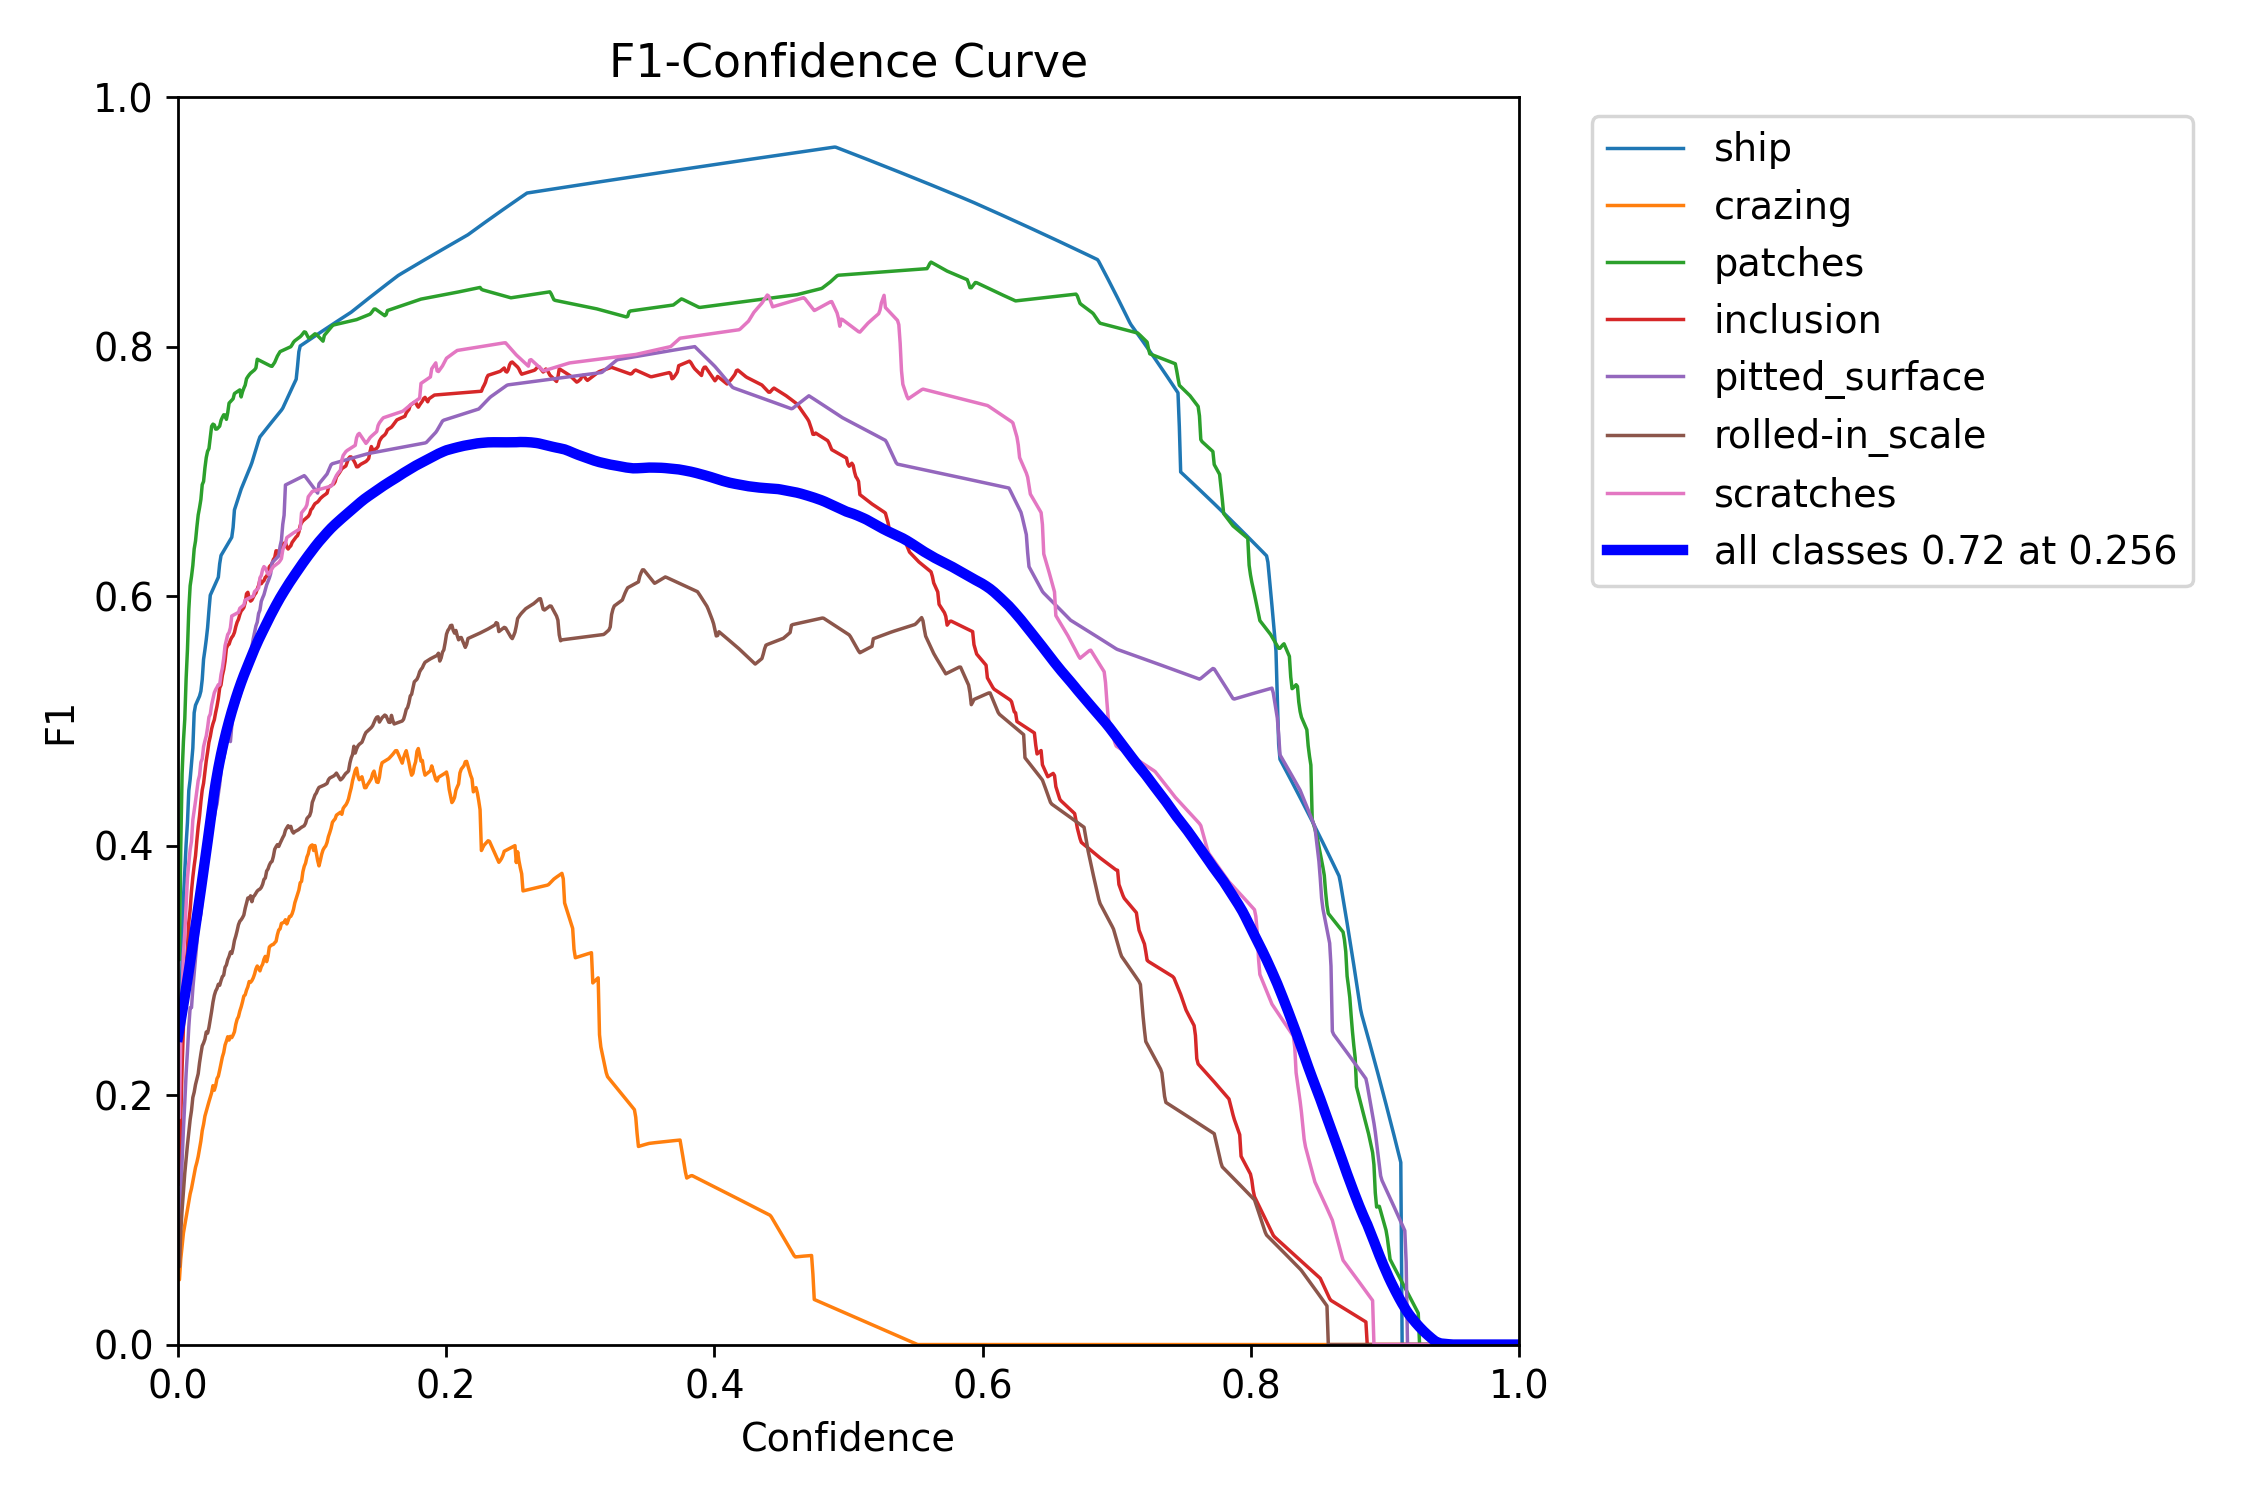 F1-Confidence Curve
1.0
0.8
0.6
0.4
0.2
0.0
F1
0.0 0.2 0.4 0.6 0.8 1.0
Confidence
ship
crazing
patches
inclusion
pitted_surface
rolled-in_scale
scratches
all classes 0.72 at 0.256